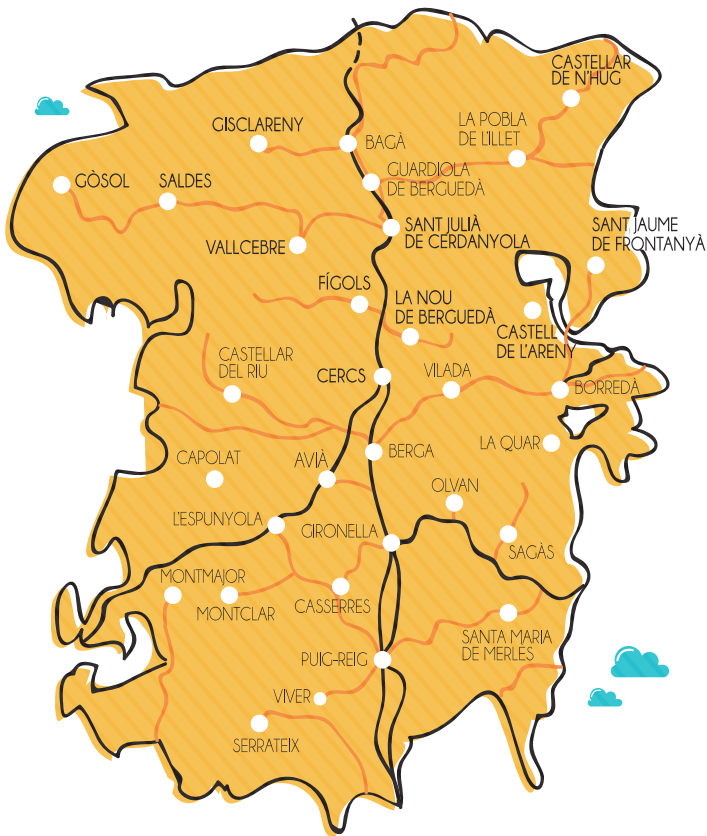 CASTELLAR
DE N'HUG
GISCLARENY
BAGÀ
LA POBLA
DE L'ILLET
GUARDIOLA
DE BERGUEDÀ
GÒSOL
SALDES
VALLCEBRE
SANT JULIÀ
DE CERDANYOLA
SANT JAUME
DE FRONTANYÀ
FÍGOLS
LA NOU
DE BERGUEDÀ
CASTELL
DE L'ARENY
CASTELLAR
DEL RIU
CERCS
VILADA
BORREDÀ
CAPOLAT
AVIÀ
BERGA
LA QUAR
OLVAN
L'ESPUNYOLA
GIRONELLA
SAGÀS
MONTMAJOR
MONTCLAR
CASSERRES
SANTA MARIA
DE MERLES
PUIG-REIG
VIVER
SERRATEIX